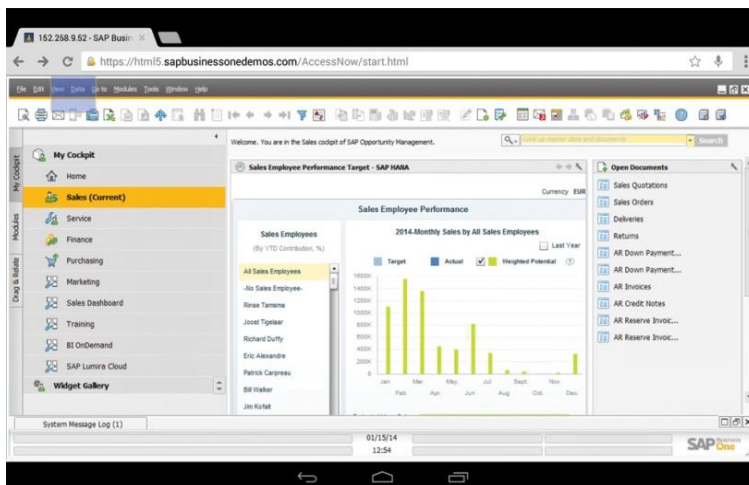 152.258.9.52 - SAP Busin
https://html5.sapbusinessonedemos.com/AccessNow/start.html
File Edit View Data Go to Modules Tools Window Help
Welcome. You are in the Sales cockpit of SAP Opportunity Management.
Search
My Cockpit
Modules
Drag & Relate
My Cockpit
Home
Sales (Current)
Service
Finance
Purchasing
Marketing
Sales Dashboard
Training
BI OnDemand
SAP Lumira Cloud
Widget Gallery
Sales Employee Performance Target - SAP HANA
Currency EUR
Sales Employee Performance
Sales Employees
(By YTD Contribution, %)
All Sales Employees
-No Sales Employee-
Rinse Tamsma
Joost Tigelaar
Richard Duffy
Eric Alexandre
Patrick Carpreau
Bill Walker
Jim Kofalt
2014-Monthly Sales by All Sales Employees
Last Year
Target Actual Weighted Potential
1600K
1400K
1200K
1000K
800K
600K
400K
200K
0
Jan Mar May. Jul Sept. Nov.
Feb. Apr. Jun Aug Oct. Dec.
Open Documents
Sales Quotations
Sales Orders
Deliveries
Returns
AR Down Payment...
AR Down Payment...
AR Invoices
AR Credit Notes
AR Reserve Invoic...
AR Reserve Invoic...
System Message Log (1)
01/15/14
12:54
SAP Business One